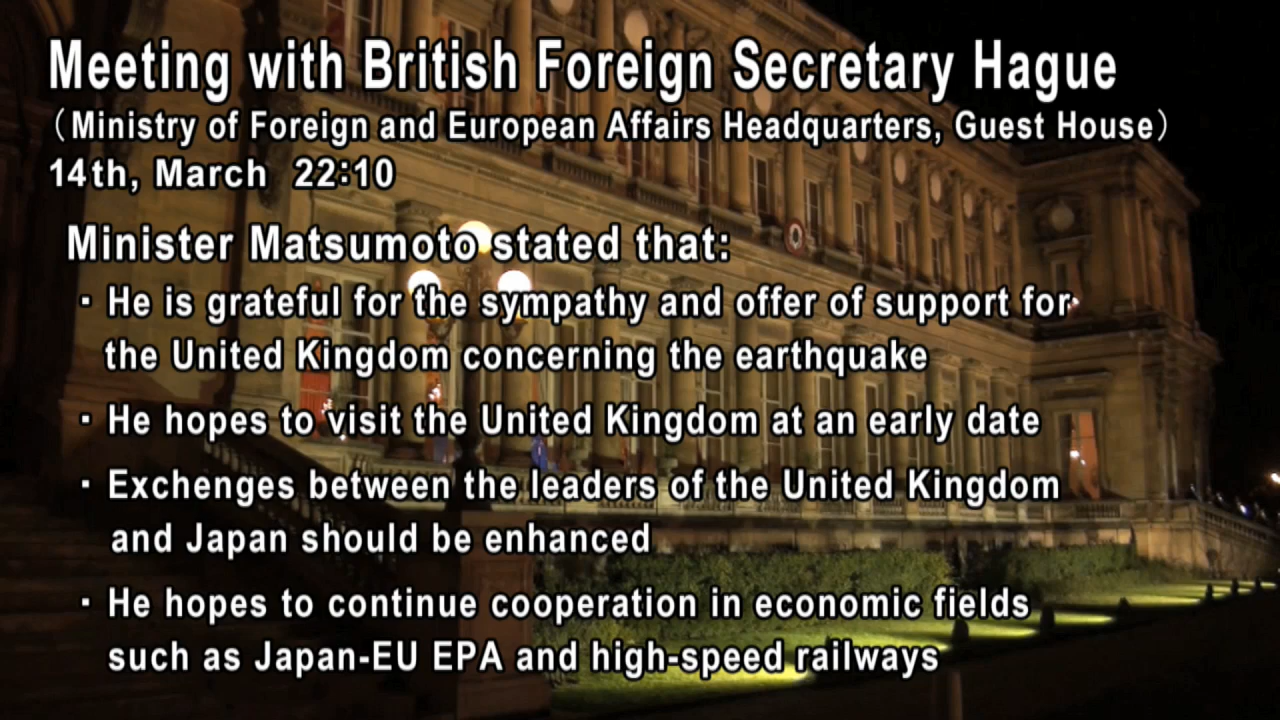 Meeting with British Foreign Secretary Hague
（Ministry of Foreign and European Affairs Headquarters, Guest House）
14th, March 22:10
Minister Matsumoto stated that:
・He is grateful for the sympathy and offer of support for
the United Kingdom concerning the earthquake
・He hopes to visit the United Kingdom at an early date
・Exchenges between the leaders of the United Kingdom
and Japan should be enhanced
・He hopes to continue cooperation in economic fields
such as Japan-EU EPA and high-speed railways